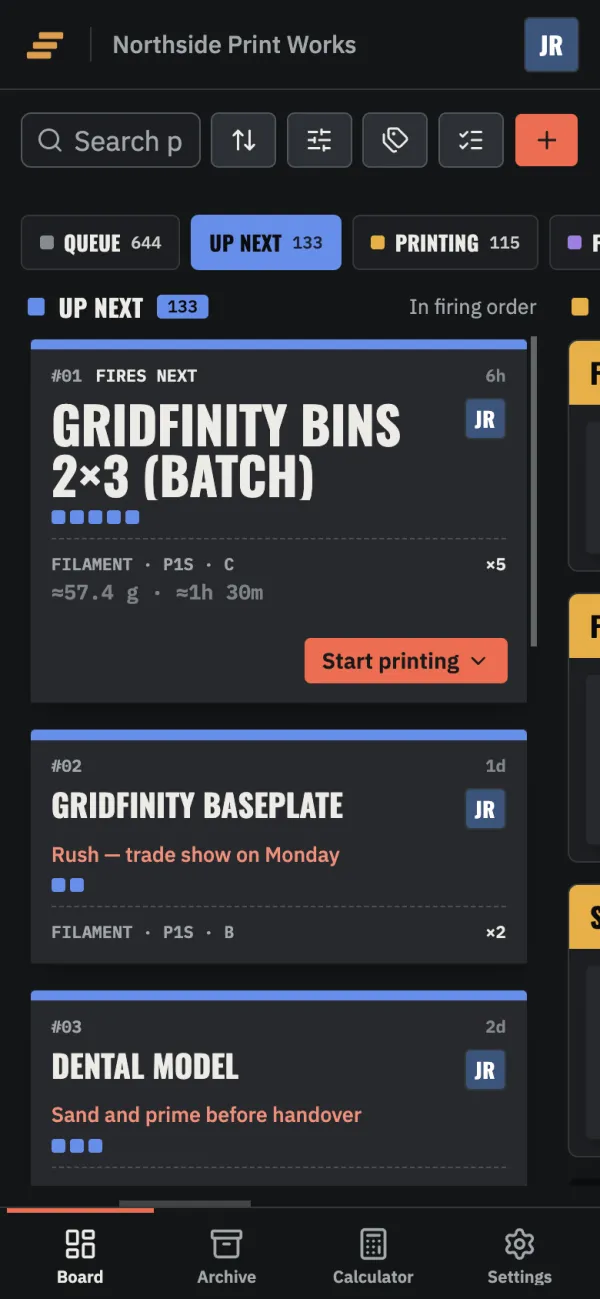 Northside Print Works
JR
Search p
QUEUE 644
UP NEXT 133
PRINTING 115
F
UP NEXT 133
In firing order
#01 FIRES NEXT
6h
GRIDFINITY BINS
2×3 (BATCH)
JR
FILAMENT · P1S · C
×5
≈57.4 g · ≈1h 30m
Start printing
#02
1d
GRIDFINITY BASEPLATE
JR
Rush — trade show on Monday
FILAMENT · P1S · B
×2
#03
2d
DENTAL MODEL
JR
Sand and prime before handover
Board
Archive
Calculator
Settings